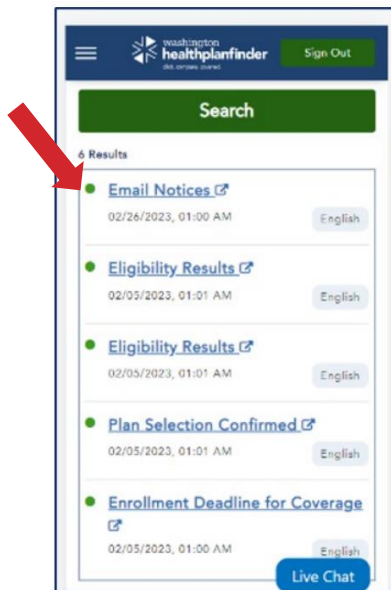 washington
healthplanfinder
click. compare. covered.
Sign Out
Search
6 Results
Email Notices
02/26/2023, 01:00 AM
English
Eligibility Results
02/05/2023, 01:01 AM
English
Eligibility Results
02/05/2023, 01:01 AM
English
Plan Selection Confirmed
02/05/2023, 01:01 AM
English
Enrollment Deadline for Coverage
02/05/2023, 01:00 AM
English
Live Chat